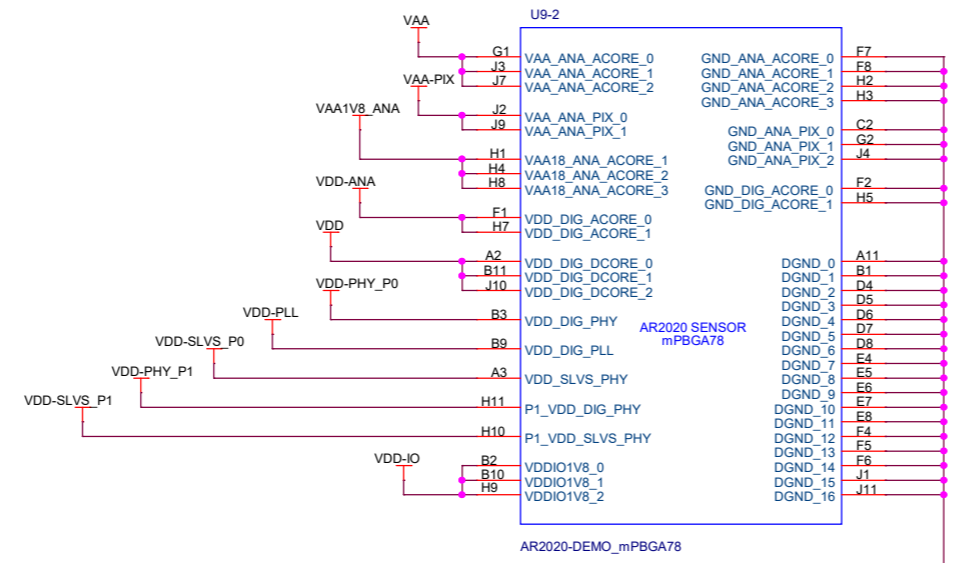 U9-2
VAA
G1 VAA_ANA_ACORE_0 GND_ANA_ACORE_0 F7
J3 VAA_ANA_ACORE_1 GND_ANA_ACORE_1 F8
VAA-PIX J7 VAA_ANA_ACORE_2 GND_ANA_ACORE_2 H2
GND_ANA_ACORE_3 H3
VAA1V8_ANA J2 VAA_ANA_PIX_0
J9 VAA_ANA_PIX_1 GND_ANA_PIX_0 C2
GND_ANA_PIX_1 G2
H1 VAA18_ANA_ACORE_1 GND_ANA_PIX_2 J4
H4 VAA18_ANA_ACORE_2
VDD-ANA H8 VAA18_ANA_ACORE_3 GND_DIG_ACORE_0 F2
GND_DIG_ACORE_1 H5
F1 VDD_DIG_ACORE_0
VDD H7 VDD_DIG_ACORE_1
A2 VDD_DIG_DCORE_0 DGND_0 A11
B11 VDD_DIG_DCORE_1 DGND_1 B1
VDD-PHY_P0 J10 VDD_DIG_DCORE_2 DGND_2 D4
DGND_3 D5
VDD-PLL B3 VDD_DIG_PHY DGND_4 D6
AR2020 SENSOR
mPBGA78
DGND_5 D7
VDD-SLVS_P0 B9 VDD_DIG_PLL DGND_6 D8
DGND_7 E4
VDD-PHY_P1 A3 VDD_SLVS_PHY DGND_8 E5
DGND_9 E6
VDD-SLVS_P1 H11 P1_VDD_DIG_PHY DGND_10 E7
DGND_11 E8
H10 P1_VDD_SLVS_PHY DGND_12 F4
DGND_13 F5
VDD-IO B2 VDDIO1V8_0 DGND_14 F6
B10 VDDIO1V8_1 DGND_15 J1
H9 VDDIO1V8_2 DGND_16 J11
AR2020-DEMO_mPBGA78